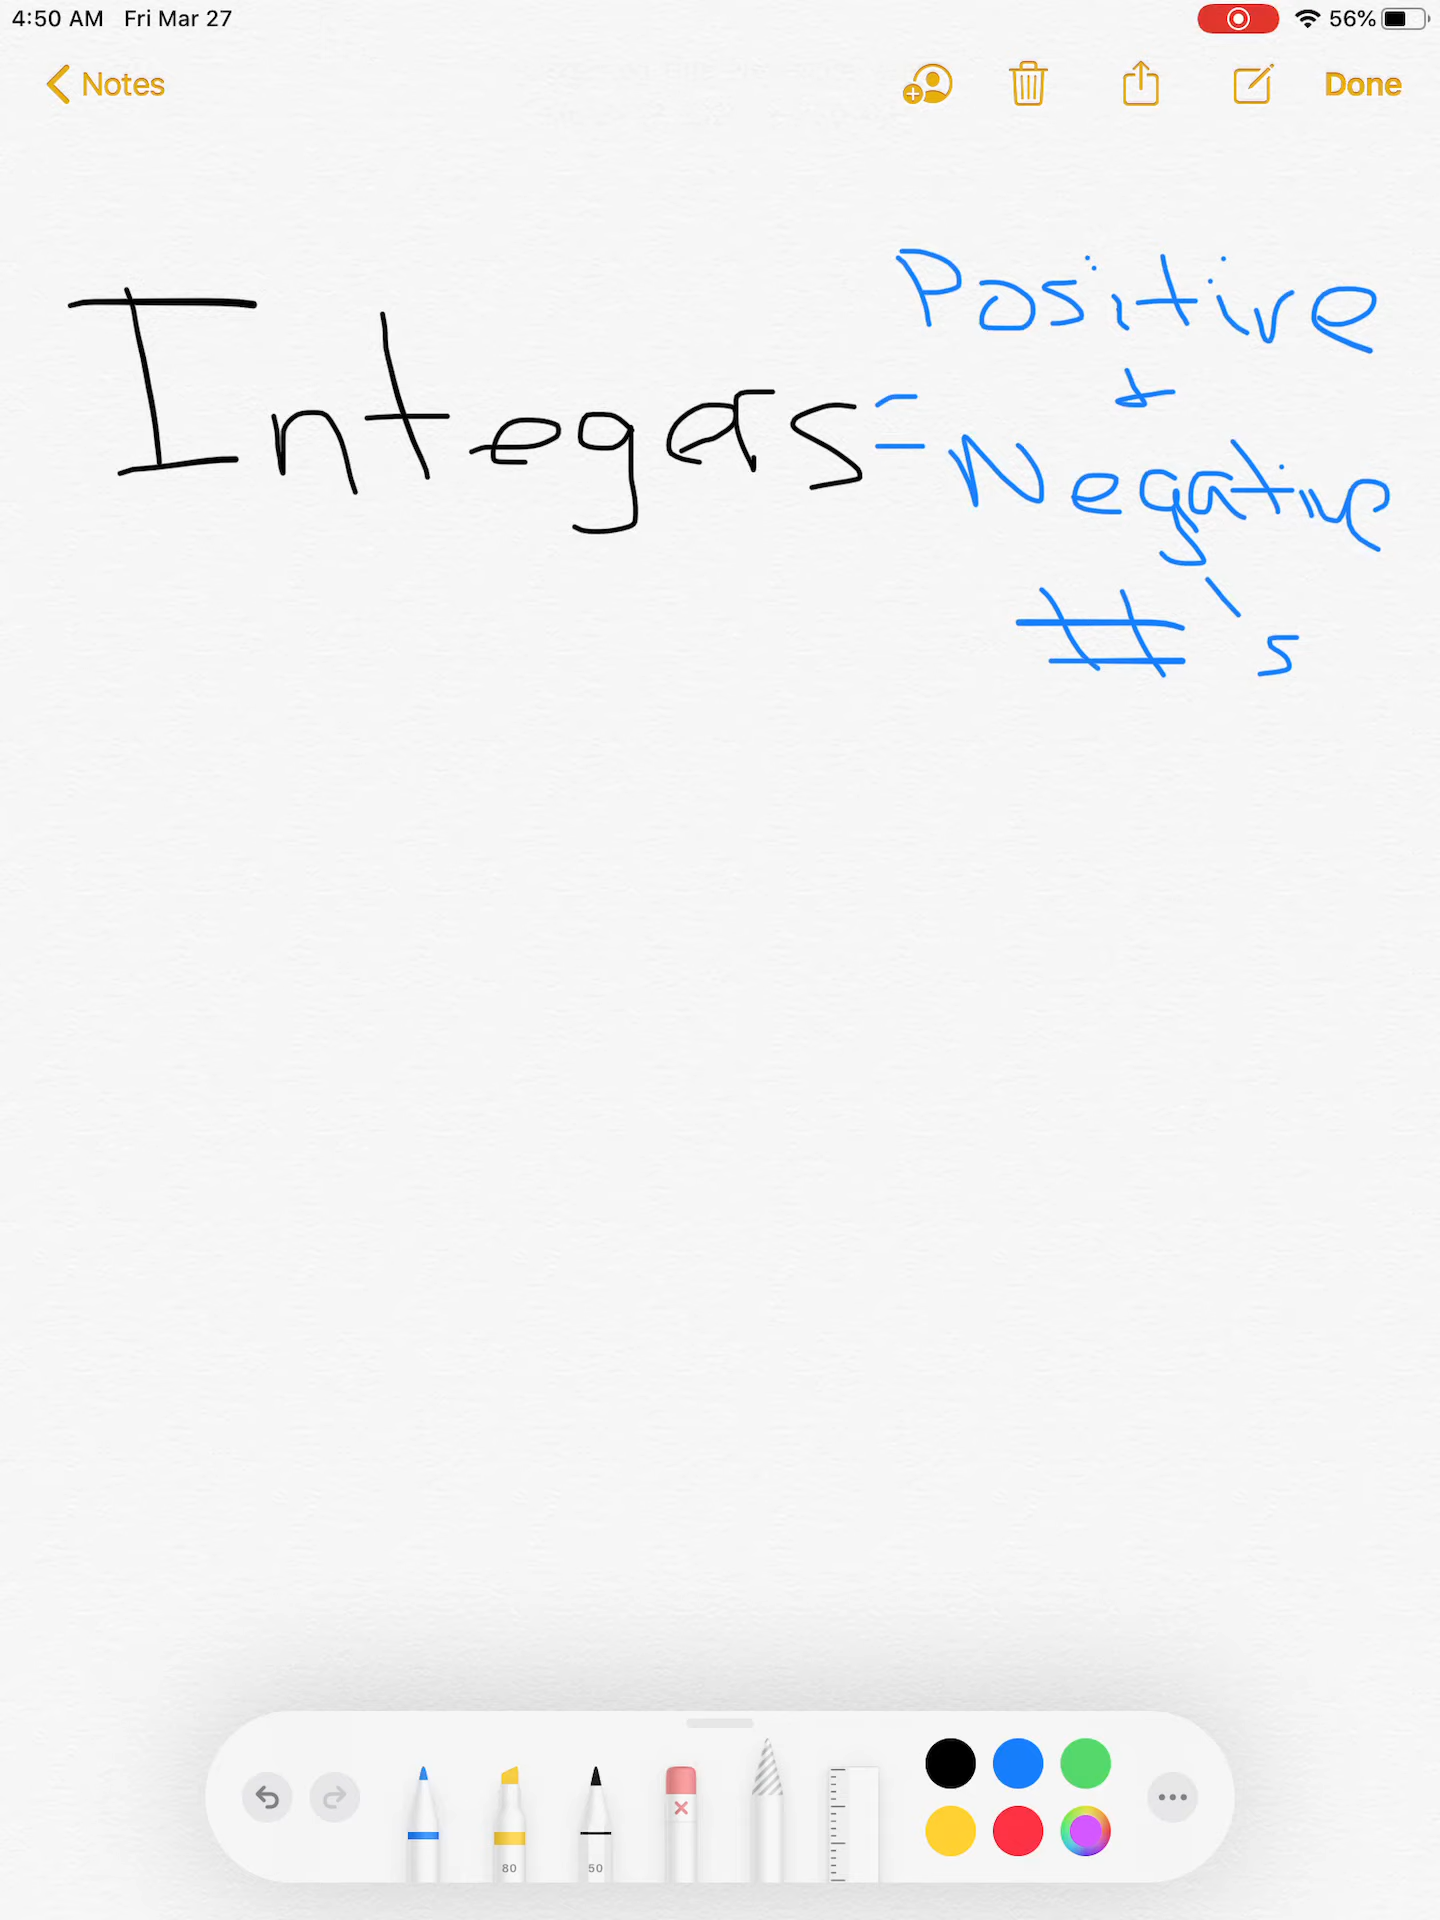 4:50 AM Fri Mar 27 56%
Notes Done
Integers = Positive
+
Negative
#'s
80 50